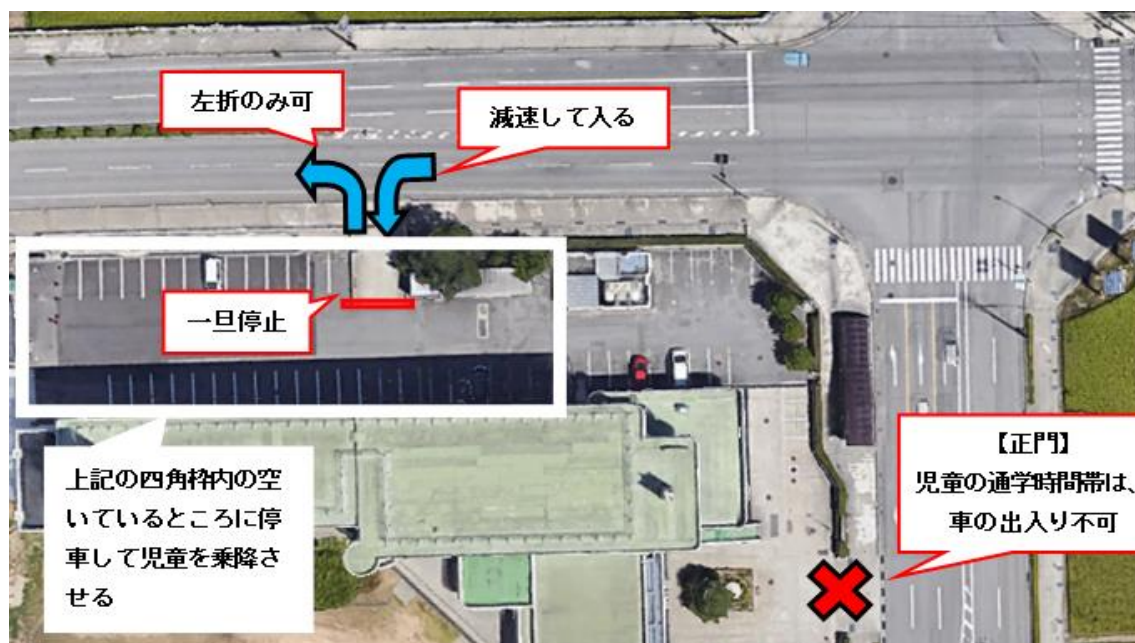 左折のみ可
減速して入る
一旦停止
上記の四角枠内の空
いているところに停
車して児童を乗降さ
せる
【正門】
児童の通学時間帯は、
車の出入り不可